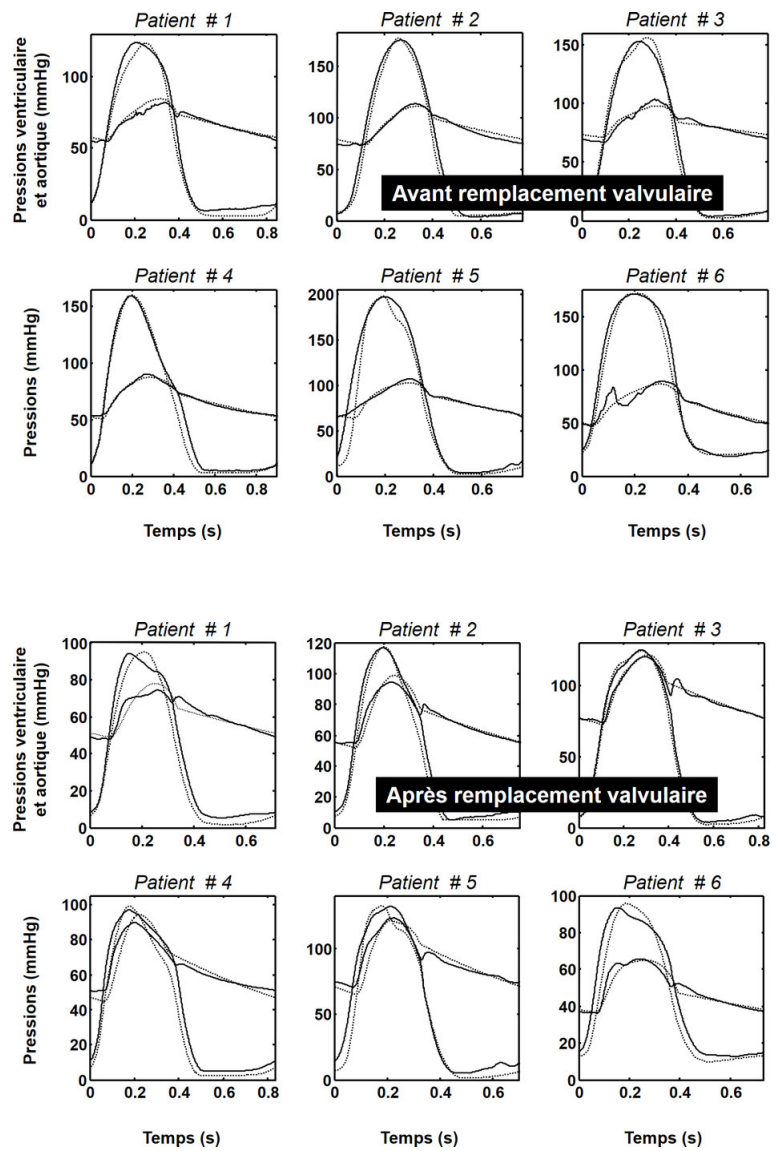 Patient # 1
Patient # 2
Patient # 3
Pressions ventriculaire
et aortique (mmHg)
100
50
0
0 0.2 0.4 0.6 0.8
150
100
50
0
0 0.2 0.4 0.6
150
100
50
0
0 0.2 0.4 0.6 0.8
Avant remplacement valvulaire
Patient # 4
Patient # 5
Patient # 6
Pressions (mmHg)
150
100
50
0
0 0.2 0.4 0.6 0.8
200
150
100
50
0
0 0.2 0.4 0.6
150
100
50
0
0 0.2 0.4 0.6
Temps (s)
Temps (s)
Temps (s)
Patient # 1
Patient # 2
Patient # 3
Pressions ventriculaire
et aortique (mmHg)
100
80
60
40
20
0
0 0.2 0.4 0.6
120
100
80
60
40
20
0
0 0.2 0.4 0.6
100
50
0
0 0.2 0.4 0.6 0.8
Après remplacement valvulaire
Patient # 4
Patient # 5
Patient # 6
Pressions (mmHg)
100
80
60
40
20
0
0 0.2 0.4 0.6 0.8
100
50
0
0 0.2 0.4 0.6
100
80
60
40
20
0
0 0.2 0.4 0.6
Temps (s)
Temps (s)
Temps (s)